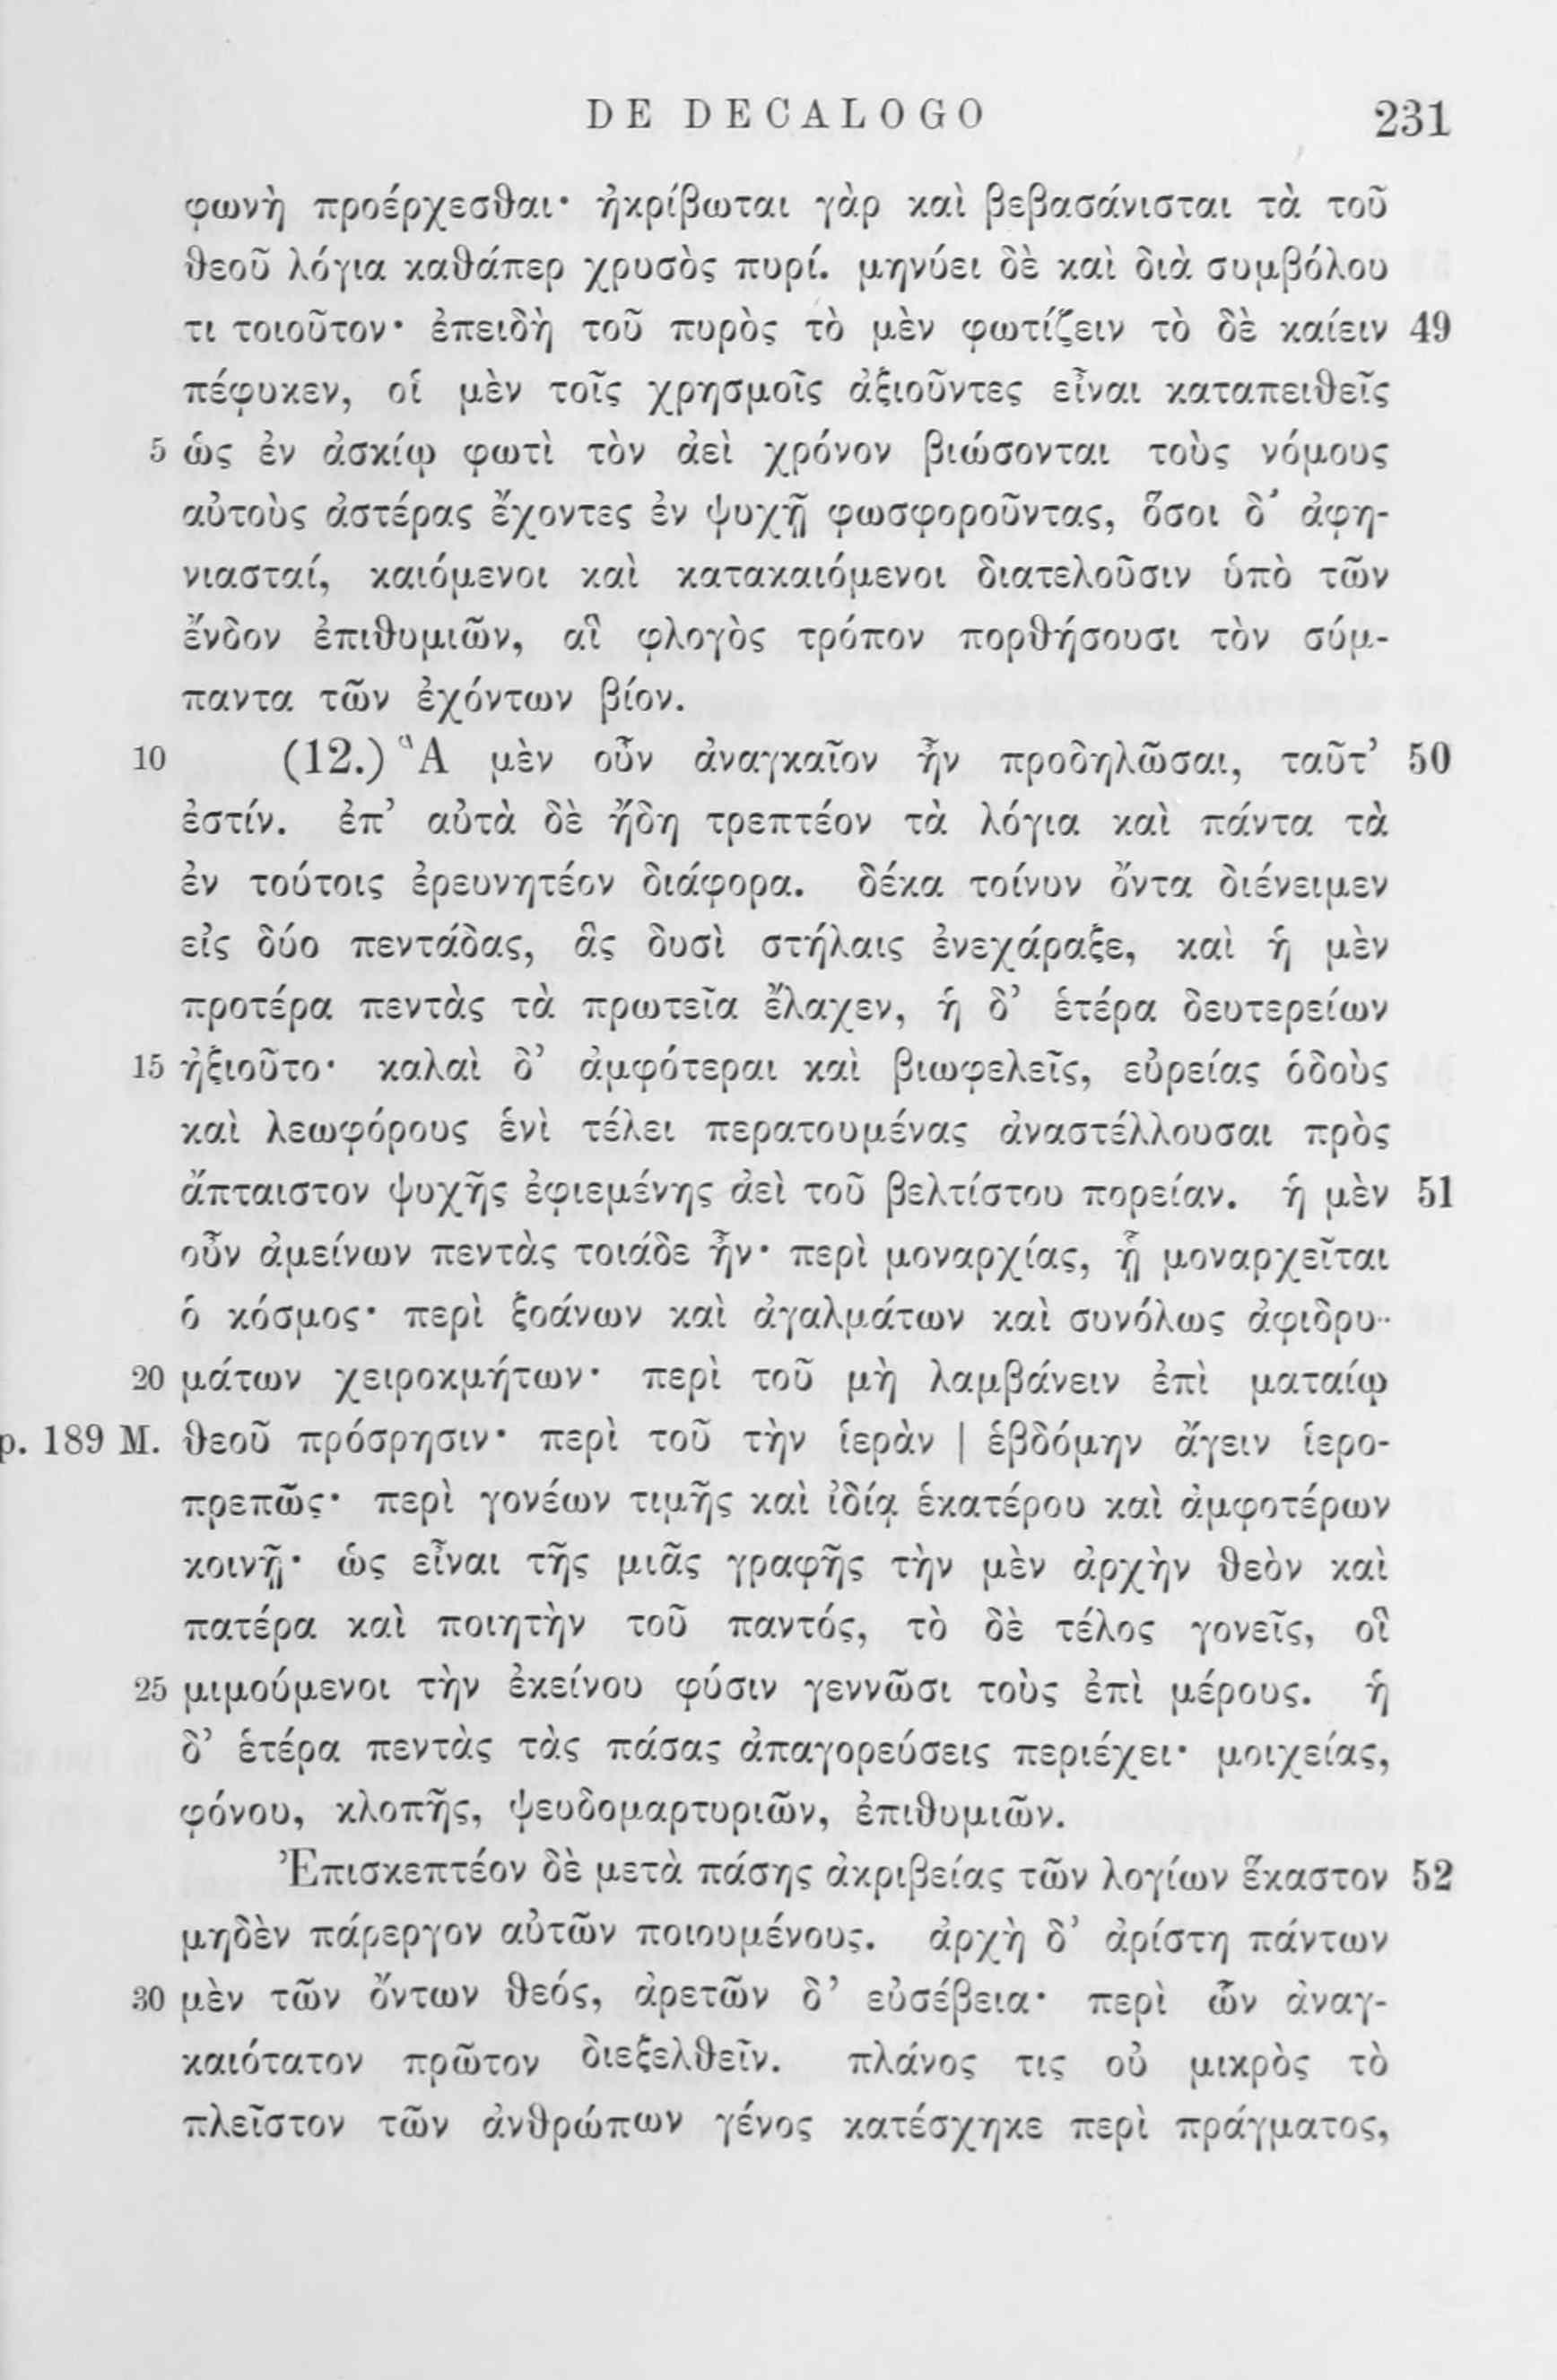 DE DECALOGO 231
φωνὴ προέρχεσθαι· ἠκρίβωται γὰρ καὶ βεβασάνισται τὰ τοῦ
θεοῦ λόγια καθάπερ χρυσὸς πυρί. μηνύει δὲ καὶ διὰ συμβόλου
τι τοιοῦτον· ἐπειδὴ τοῦ πυρὸς τὸ μὲν φωτίζειν τὸ δὲ καίειν 49
πέφυκεν, οἱ μὲν τοῖς χρησμοῖς ἀξιοῦντες εἶναι καταπειθεῖς
5 ὡς ἐν ἀσκίῳ φωτὶ τὸν ἀεὶ χρόνον βιώσονται τοὺς νόμους
αὐτοὺς ἀστέρας ἔχοντες ἐν ψυχῇ φωσφοροῦντας, ὅσοι δ' ἀφη-
νιασταί, καιόμενοι καὶ κατακαιόμενοι διατελοῦσιν ὑπὸ τῶν
ἔνδον ἐπιθυμιῶν, αἳ φλογὸς τρόπον πορθήσουσι τὸν σύμ-
παντα τῶν ἐχόντων βίον.
10 (12.) Ἃ μὲν οὖν ἀναγκαῖον ἦν προδηλῶσαι, ταῦτ' 50
ἐστίν. ἐπ' αὐτὰ δὲ ἤδη τρεπτέον τὰ λόγια καὶ πάντα τὰ
ἐν τούτοις ἐρευνητέον διάφορα. δέκα τοίνυν ὄντα διένειμεν
εἰς δύο πεντάδας, ἃς δυσὶ στήλαις ἐνεχάραξε, καὶ ἡ μὲν
προτέρα πεντὰς τὰ πρωτεῖα ἔλαχεν, ἡ δ' ἑτέρα δευτερείων
15 ἠξιοῦτο· καλαὶ δ' ἀμφότεραι καὶ βιωφελεῖς, εὐρείας ὁδοὺς
καὶ λεωφόρους ἑνὶ τέλει περατουμένας ἀναστέλλουσαι πρὸς
ἄπταιστον ψυχῆς ἐφιεμένης ἀεὶ τοῦ βελτίστου πορείαν. ἡ μὲν 51
οὖν ἀμείνων πεντὰς τοιάδε ἦν· περὶ μοναρχίας, ᾗ μοναρχεῖται
ὁ κόσμος· περὶ ξοάνων καὶ ἀγαλμάτων καὶ συνόλως ἀφιδρυ-
20 μάτων χειροκμήτων· περὶ τοῦ μὴ λαμβάνειν ἐπὶ ματαίῳ
p. 189 M. θεοῦ πρόσρησιν· περὶ τοῦ τὴν ἱερὰν | ἑβδόμην ἄγειν ἱερο-
πρεπῶς· περὶ γονέων τιμῆς καὶ ἰδίᾳ ἑκατέρου καὶ ἀμφοτέρων
κοινῇ· ὡς εἶναι τῆς μιᾶς γραφῆς τὴν μὲν ἀρχὴν θεὸν καὶ
πατέρα καὶ ποιητὴν τοῦ παντός, τὸ δὲ τέλος γονεῖς, οἳ
25 μιμούμενοι τὴν ἐκείνου φύσιν γεννῶσι τοὺς ἐπὶ μέρους. ἡ
δ' ἑτέρα πεντὰς τὰς πάσας ἀπαγορεύσεις περιέχει· μοιχείας,
φόνου, κλοπῆς, ψευδομαρτυριῶν, ἐπιθυμιῶν.
Ἐπισκεπτέον δὲ μετὰ πάσης ἀκριβείας τῶν λογίων ἕκαστον 52
μηδὲν πάρεργον αὐτῶν ποιουμένους. ἀρχὴ δ' ἀρίστη πάντων
30 μὲν τῶν ὄντων θεός, ἀρετῶν δ' εὐσέβεια· περὶ ὧν ἀναγ-
καιότατον πρῶτον διεξελθεῖν. πλάνος τις οὐ μικρὸς τὸ
πλεῖστον τῶν ἀνθρώπων γένος κατέσχηκε περὶ πράγματος,